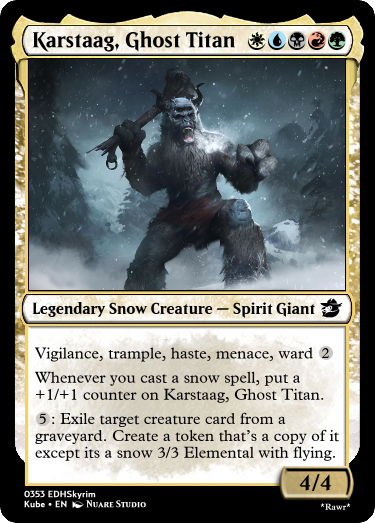 Karstaag, Ghost Titan
Legendary Snow Creature — Spirit Giant
Vigilance, trample, haste, menace, ward 2
Whenever you cast a snow spell, put a
+1/+1 counter on Karstaag, Ghost Titan.
5: Exile target creature card from a
graveyard. Create a token that's a copy of it
except its a snow 3/3 Elemental with flying.
4/4
0353 EDHSkyrim
Kube • EN Nuare Studio
*Rawr*